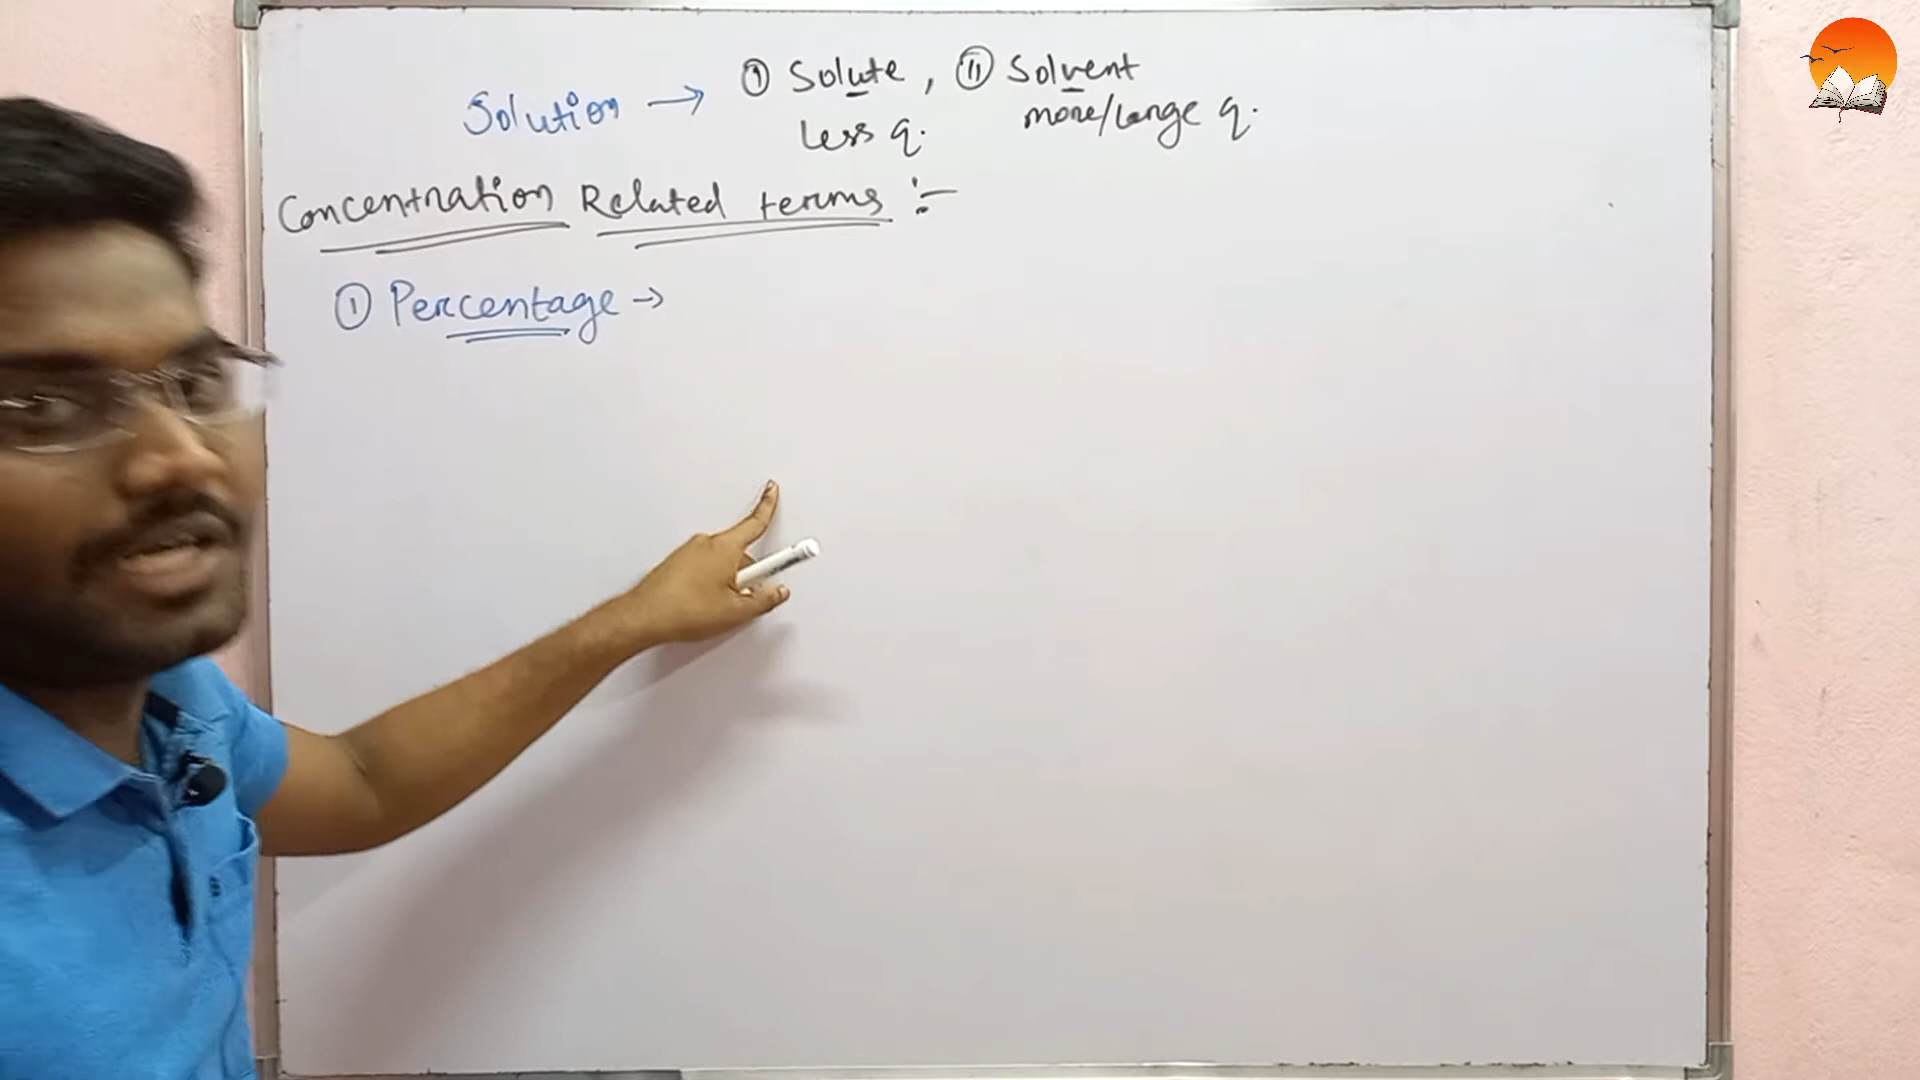 Solution → ① Solute , ⑪ Solvent
less q. more/large q.
Concentration Related terms :-
① Percentage →